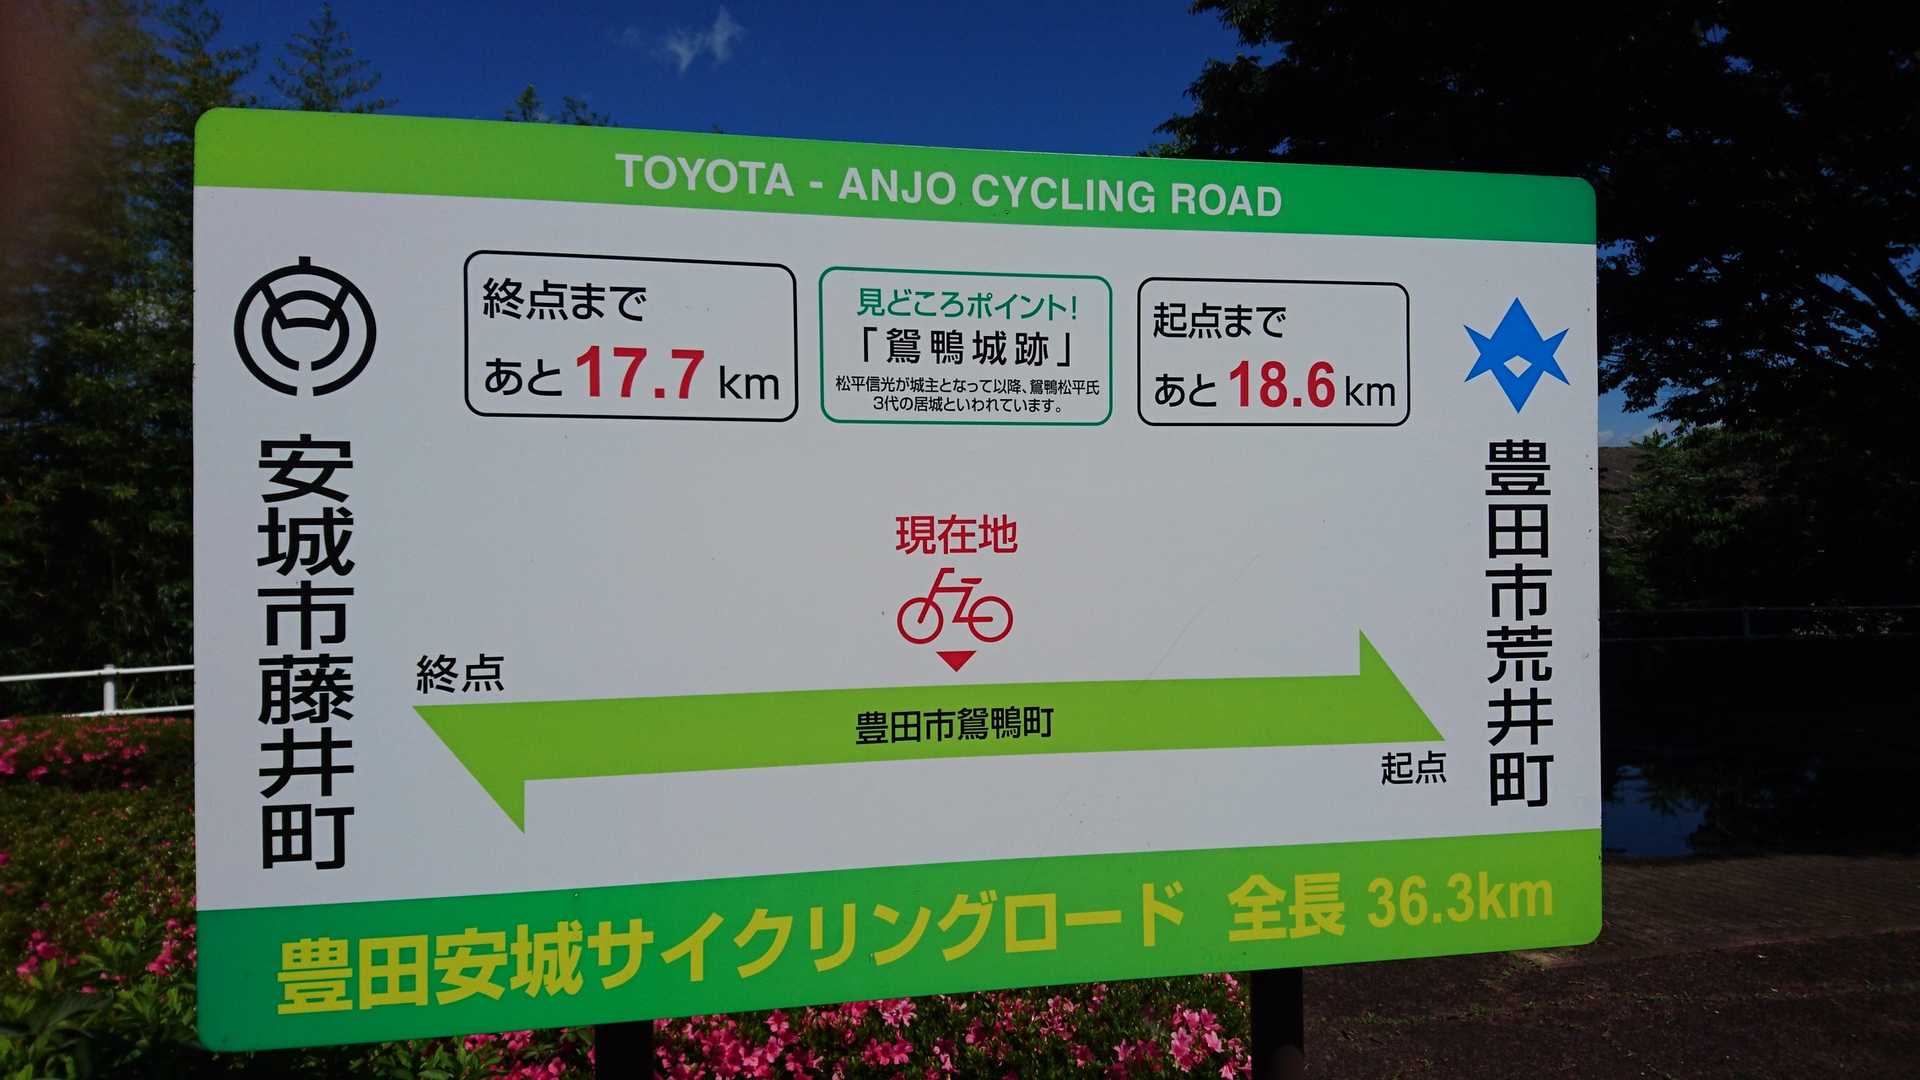 TOYOTA - ANJO CYCLING ROAD
終点まで
あと17.7km
見どころポイント!
「鴛鴨城跡」
松平信光が城主となって以降、鴛鴨松平氏
3代の居城といわれています。
起点まで
あと18.6km
安城市藤井町
豊田市荒井町
現在地
終点
豊田市鴛鴨町
起点
豊田安城サイクリングロード 全長 36.3km